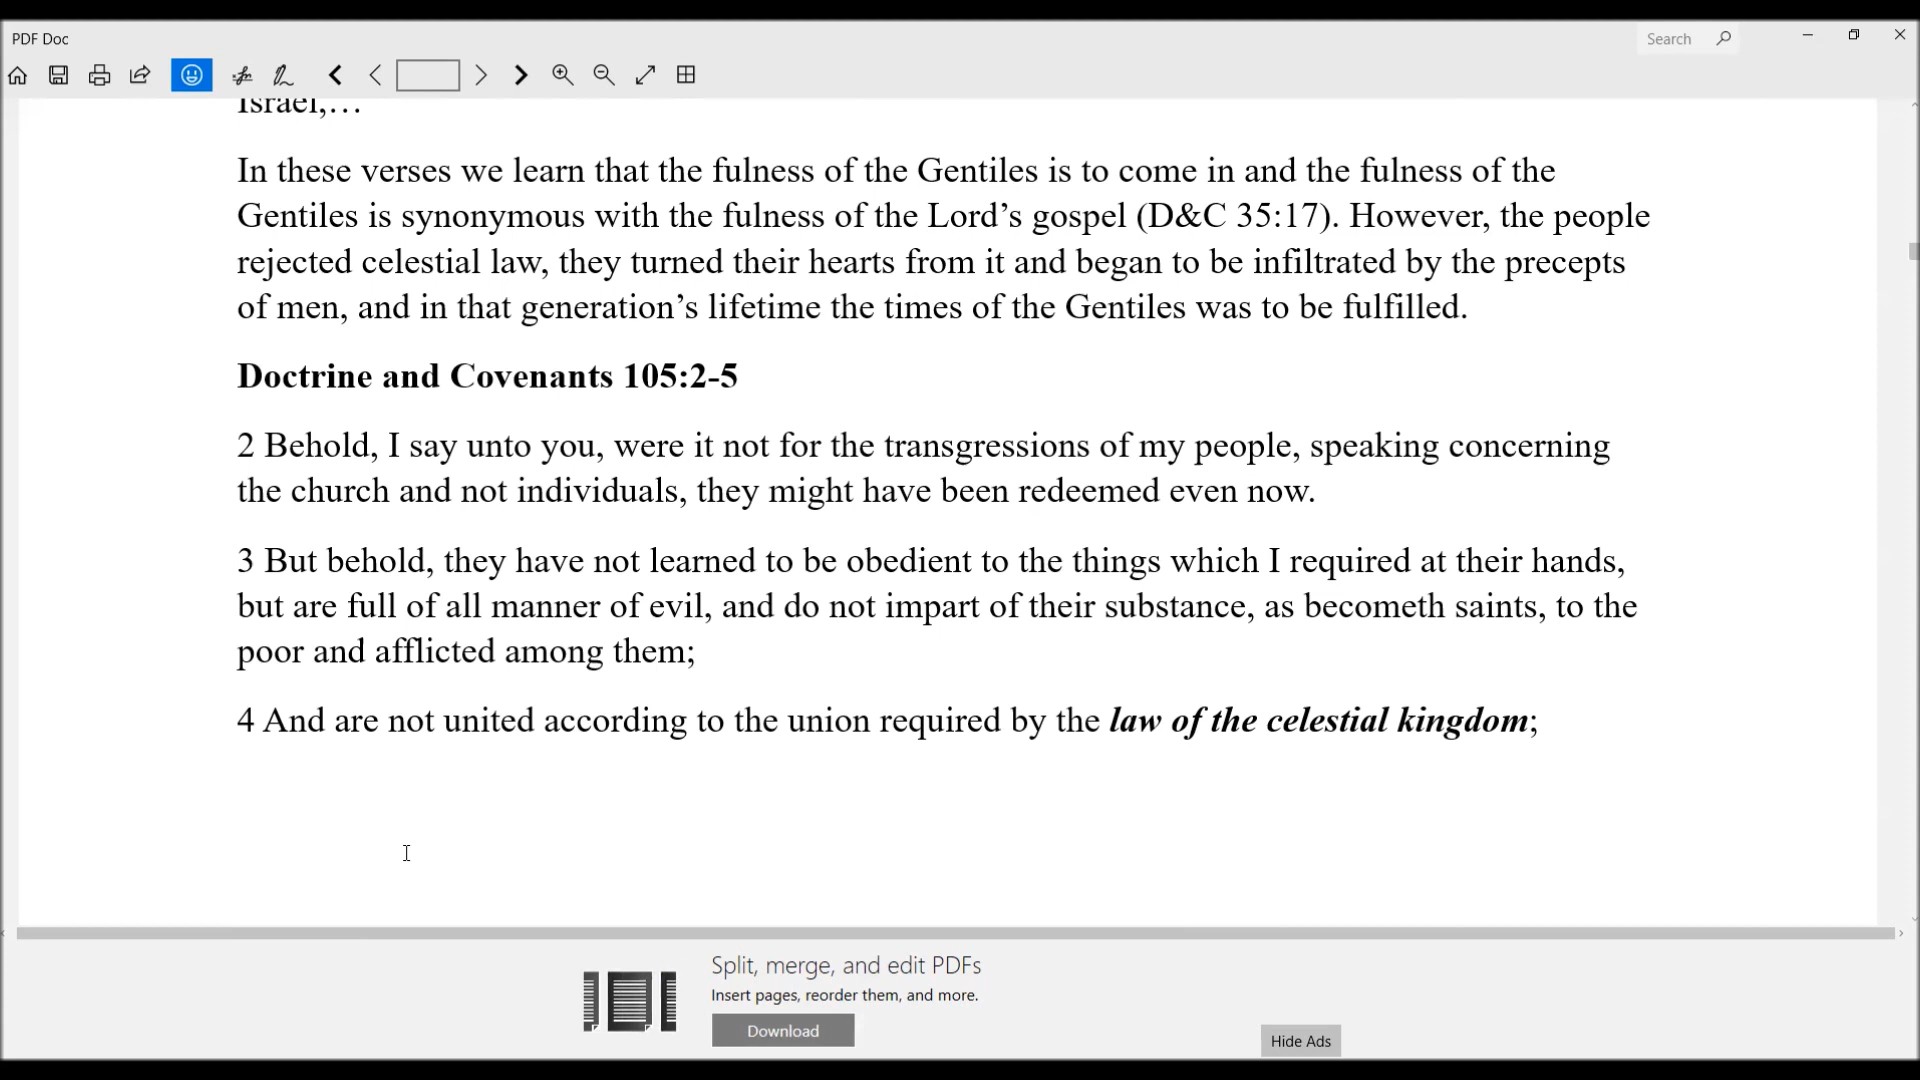 PDF Doc
Search
Israel,…
In these verses we learn that the fulness of the Gentiles is to come in and the fulness of the
Gentiles is synonymous with the fulness of the Lord’s gospel (D&C 35:17). However, the people
rejected celestial law, they turned their hearts from it and began to be infiltrated by the precepts
of men, and in that generation’s lifetime the times of the Gentiles was to be fulfilled.
Doctrine and Covenants 105:2-5
2 Behold, I say unto you, were it not for the transgressions of my people, speaking concerning
the church and not individuals, they might have been redeemed even now.
3 But behold, they have not learned to be obedient to the things which I required at their hands,
but are full of all manner of evil, and do not impart of their substance, as becometh saints, to the
poor and afflicted among them;
4 And are not united according to the union required by the law of the celestial kingdom;
Split, merge, and edit PDFs
Insert pages, reorder them, and more.
Download
Hide Ads